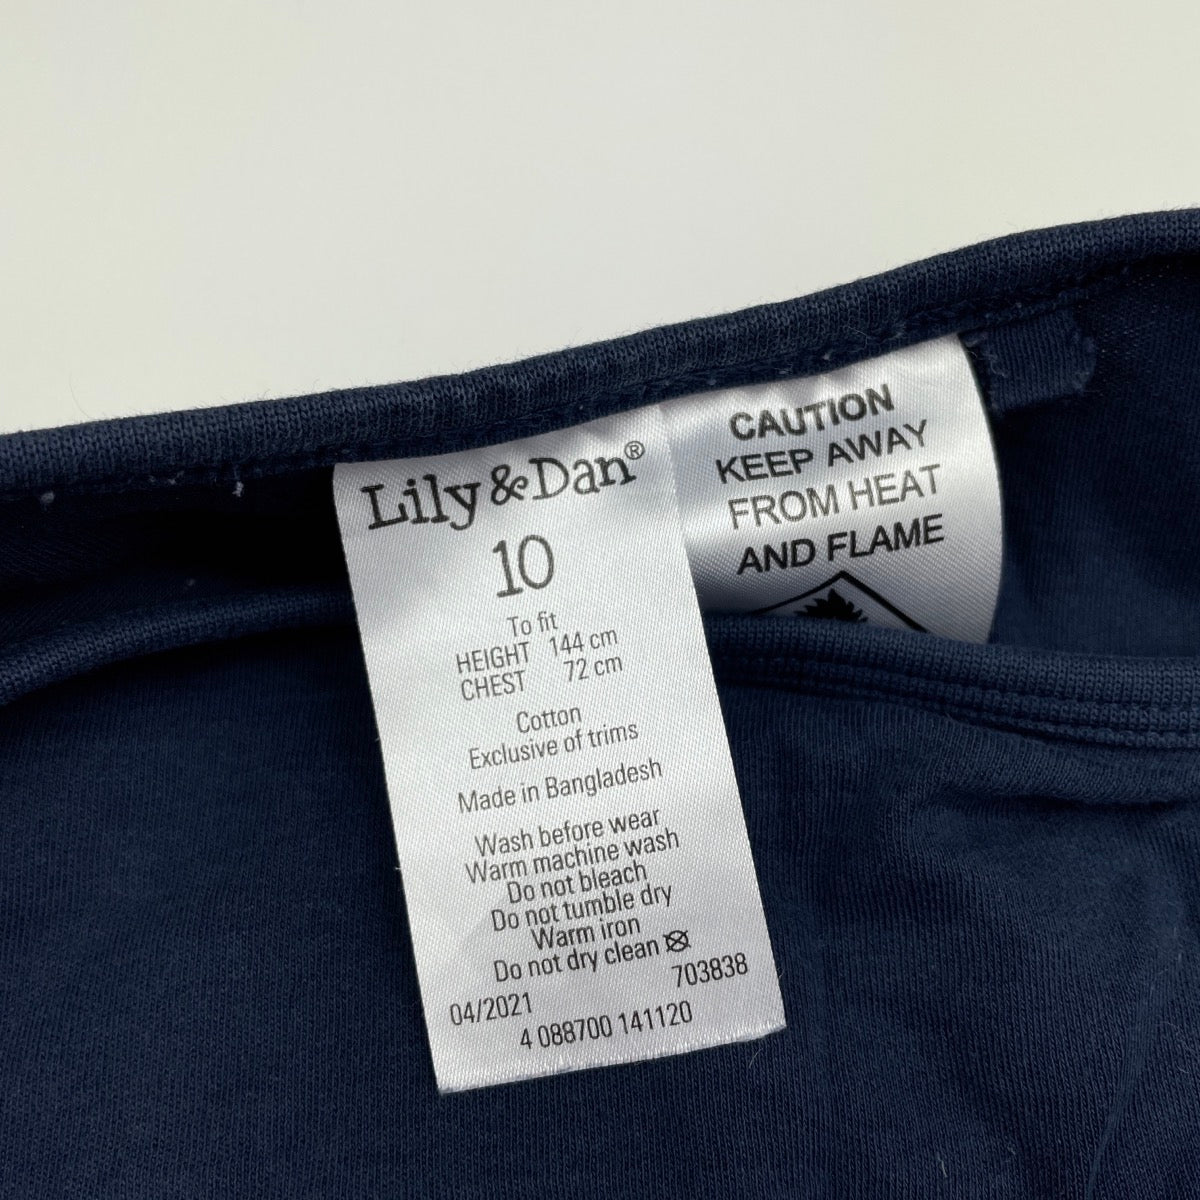 Lily & Dan®
10
To fit
HEIGHT 144 cm
CHEST 72 cm
Cotton
Exclusive of trims
Made in Bangladesh
Wash before wear
Warm machine wash
Do not bleach
Do not tumble dry
Warm iron
Do not dry clean
703838
04/2021
4 088700 141120
CAUTION
KEEP AWAY
FROM HEAT
AND FLAME